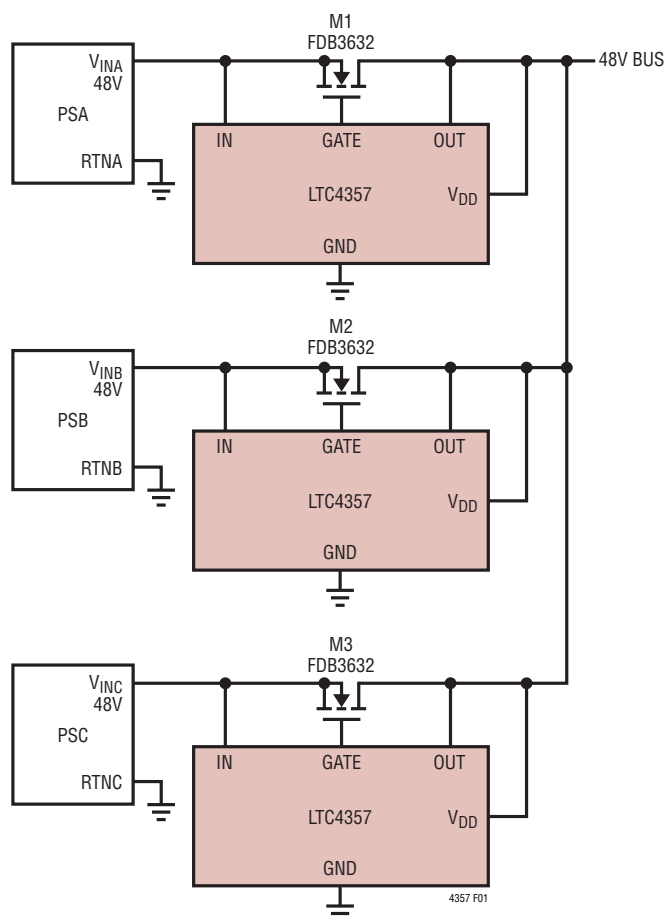 M1
FDB3632
V_INA
48V
PSA
RTNA
48V BUS
IN
GATE
OUT
LTC4357
V_DD
GND
M2
FDB3632
V_INB
48V
PSB
RTNB
IN
GATE
OUT
LTC4357
V_DD
GND
M3
FDB3632
V_INC
48V
PSC
RTNC
IN
GATE
OUT
LTC4357
V_DD
GND
4357 F01